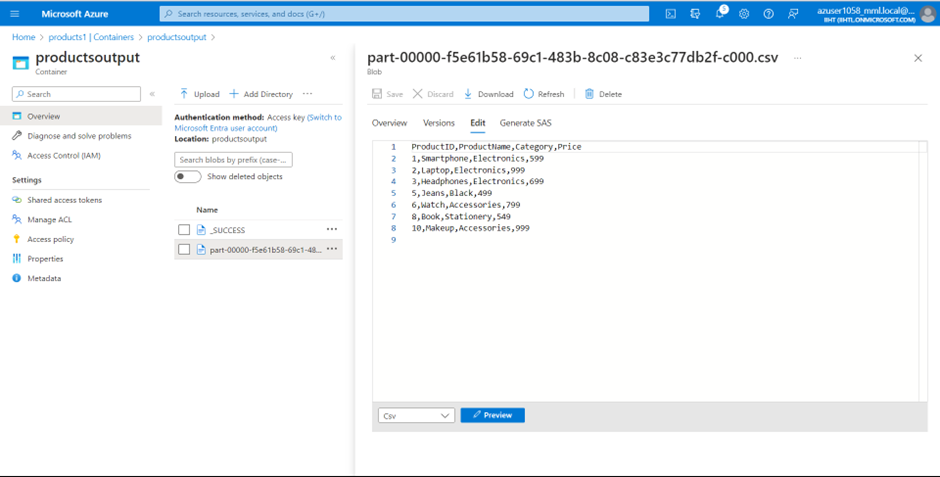 Microsoft Azure
Search resources, services, and docs (G+/)
3
azuser1058_mml.local@...
IIHT (IIHTL.ONMICROSOFT.COM)
Home > products1 | Containers > productsoutput >
productsoutput
Container
Search
Overview
Diagnose and solve problems
Access Control (IAM)
Settings
Shared access tokens
Manage ACL
Access policy
Properties
Metadata
Upload + Add Directory ...
Authentication method: Access key (Switch to
Microsoft Entra user account)
Location: productsoutput
Search blobs by prefix (case-...
Show deleted objects
Name
_SUCCESS ...
part-00000-f5e61b58-69c1-48... ...
part-00000-f5e61b58-69c1-483b-8c08-c83e3c77db2f-c000.csv ...
Blob
Save Discard Download Refresh Delete
Overview Versions Edit Generate SAS
1 ProductID,ProductName,Category,Price
2 1,Smartphone,Electronics,599
3 2,Laptop,Electronics,999
4 3,Headphones,Electronics,699
5 5,Jeans,Black,499
6 6,Watch,Accessories,799
7 8,Book,Stationery,549
8 10,Makeup,Accessories,999
9
Csv Preview